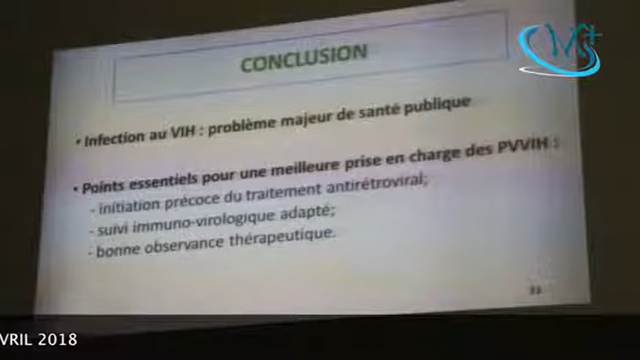 CONCLUSION
• Infection au VIH : problème majeur de santé publique
• Points essentiels pour une meilleure prise en charge des PVVIH :
- initiation précoce du traitement antirétroviral;
- suivi immuno-virologique adapté;
- bonne observance thérapeutique.
VRIL 2018